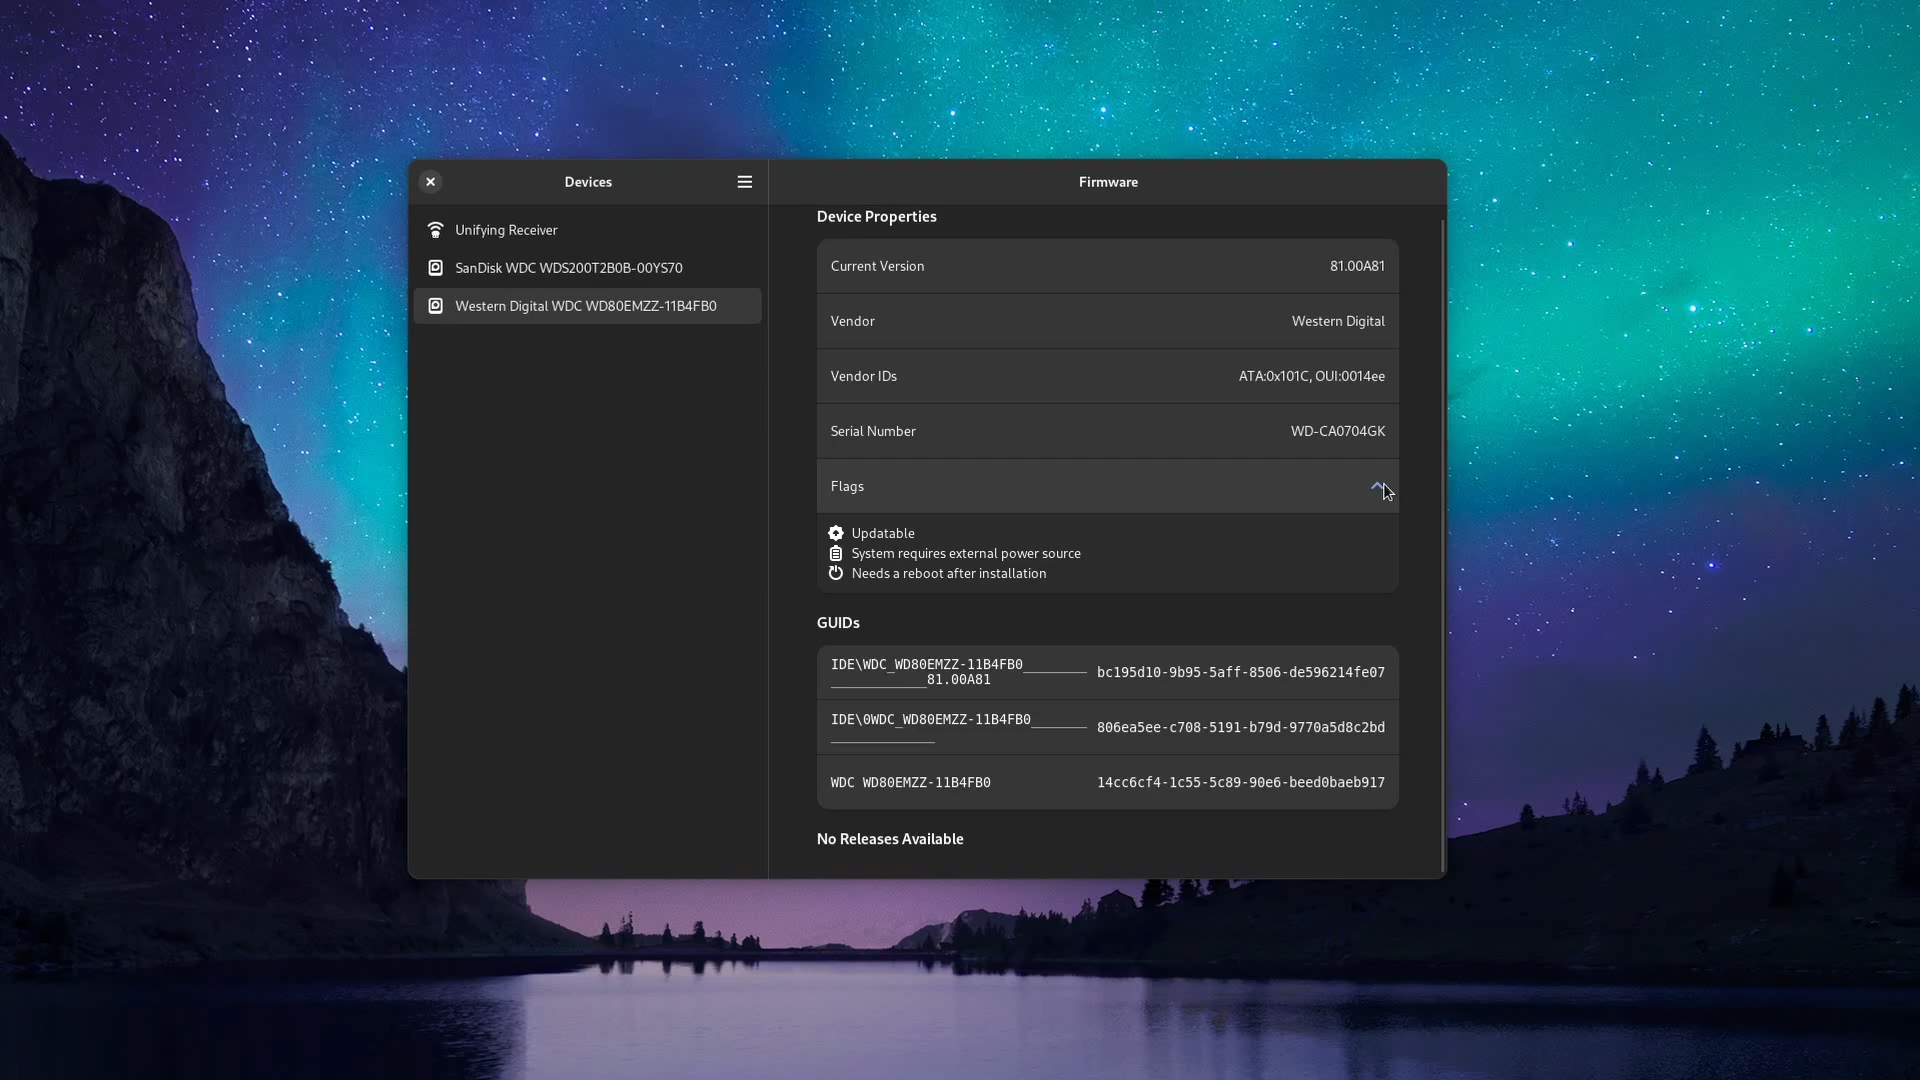 Devices
Firmware
Unifying Receiver
SanDisk WDC WDS200T2B0B-00YS70
Western Digital WDC WD80EMZZ-11B4FB0
Device Properties
Current Version 81.00A81
Vendor Western Digital
Vendor IDs ATA:0x101C, OUI:0014ee
Serial Number WD-CA0704GK
Flags
Updatable
System requires external power source
Needs a reboot after installation
GUIDs
IDE\WDC_WD80EMZZ-11B4FB0________ bc195d10-9b95-5aff-8506-de596214fe07
____________81.00A81
IDE\0WDC_WD80EMZZ-11B4FB0_______ 806ea5ee-c708-5191-b79d-9770a5d8c2bd
_____________
WDC WD80EMZZ-11B4FB0 14cc6cf4-1c55-5c89-90e6-beed0baeb917
No Releases Available